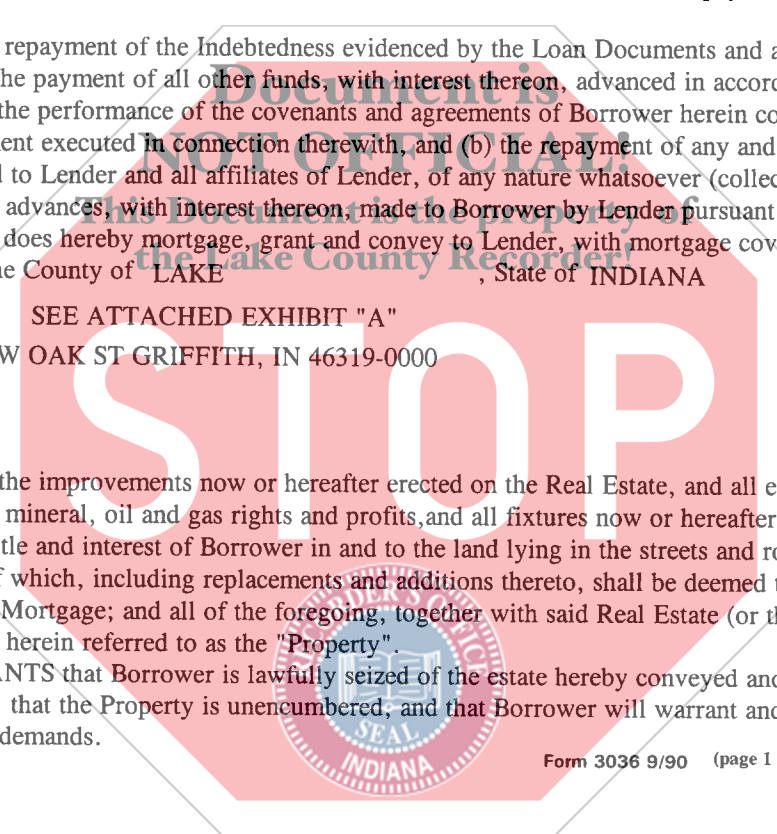 repayment of the Indebtedness evidenced by the Loan Documents and a
he payment of all other funds, with interest thereon, advanced in accord
Document is
the performance of the covenants and agreements of Borrower herein co
ent executed in connection therewith, and (b) the repayment of any and
NOT OFFICIAL!
to Lender and all affiliates of Lender, of any nature whatsoever (collec
advances, with interest thereon, made to Borrower by Lender pursuant
This Document is the property of
does hereby mortgage, grant and convey to Lender, with mortgage cov
the Lake County Recorder!
e County of LAKE , State of INDIANA
SEE ATTACHED EXHIBIT "A"
W OAK ST GRIFFITH, IN 46319-0000
STOP
the improvements now or hereafter erected on the Real Estate, and all e
mineral, oil and gas rights and profits,and all fixtures now or hereafter
tle and interest of Borrower in and to the land lying in the streets and ro
f which, including replacements and additions thereto, shall be deemed t
Mortgage; and all of the foregoing, together with said Real Estate (or th
herein referred to as the "Property".
ANTS that Borrower is lawfully seized of the estate hereby conveyed and
that the Property is unencumbered, and that Borrower will warrant and
demands.
RECORDER'S OFFICE
SEAL
INDIANA
Form 3036 9/90 (page 1